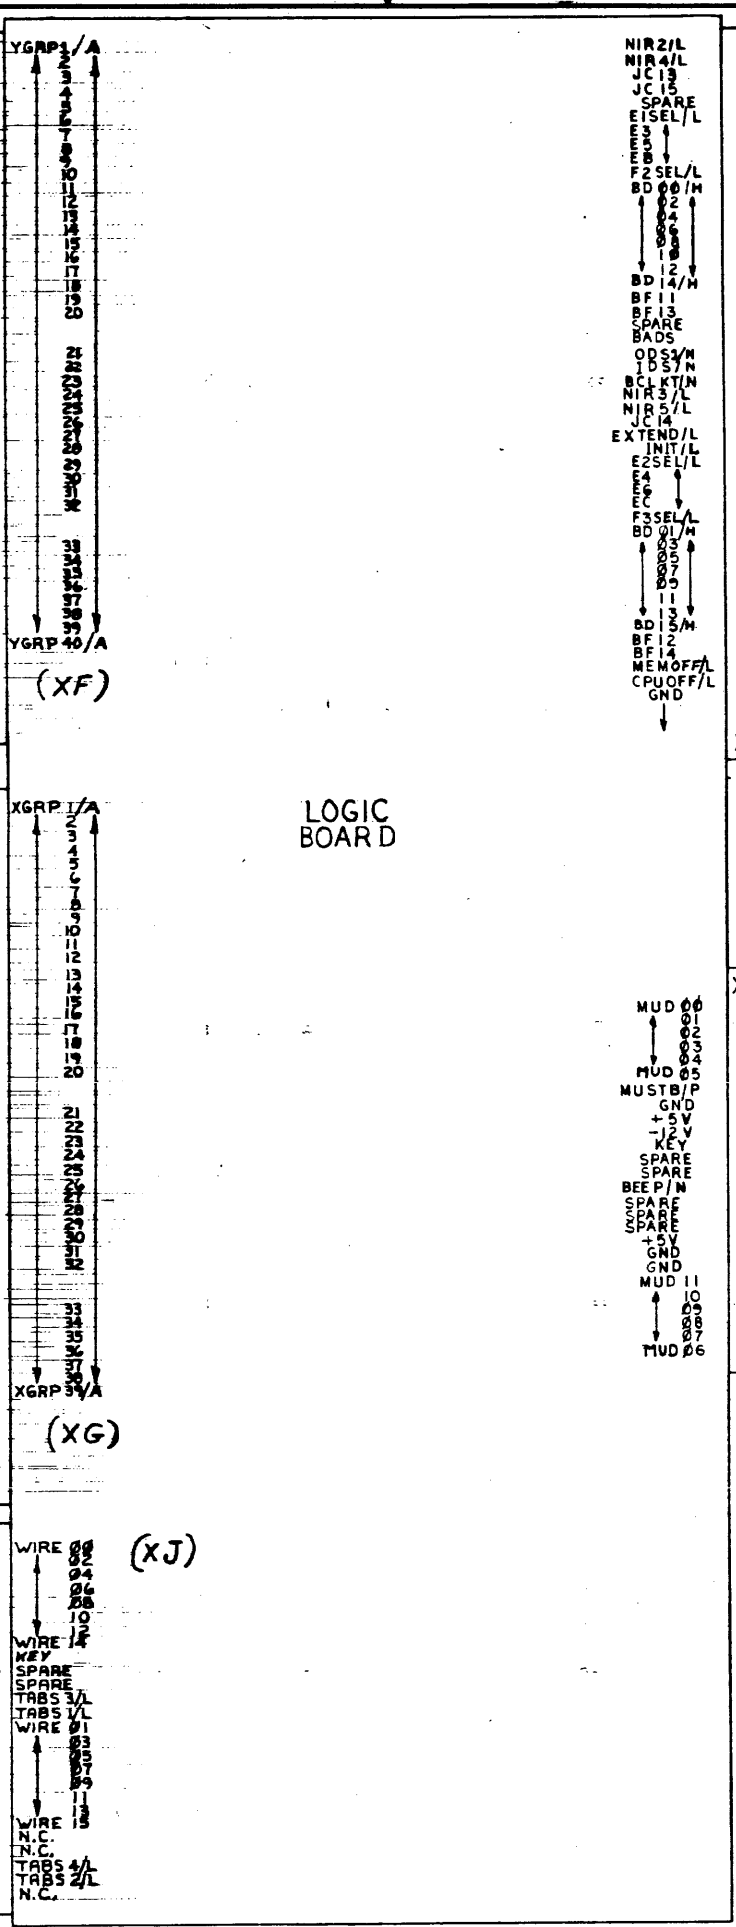 YGRP1/A
2
3
4
5
6
7
8
9
10
11
12
13
14
15
16
17
18
19
20
21
22
23
24
25
26
27
28
29
30
31
32
33
34
35
36
37
38
39
YGRP 40/A
(XF)
XGRP 1/A
2
3
4
5
6
7
8
9
10
11
12
13
14
15
16
17
18
19
20
21
22
23
24
25
26
27
28
29
30
31
32
33
34
35
36
37
38
XGRP 39/A
(XG)
WIRE 00
02
04
06
08
10
12
WIRE 14
KEY
SPARE
SPARE
TABS 3/L
TABS 1/L
WIRE 01
03
05
07
09
11
13
WIRE 15
N.C.
N.C.
TABS 4/L
TABS 2/L
N.C.
(XJ)
LOGIC
BOARD
NIR2/L
NIR4/L
JC13
JC15
SPARE
E1SEL/L
E3
E5
EB
F2SEL/L
BD 00/H
02
04
06
08
10
12
BD 14/H
BF11
BF13
SPARE
BADS
ODS1/N
IDS/N
BCLKT/N
NIR3/L
NIR5/L
JC14
EXTEND/L
INIT/L
E2SEL/L
E4
E6
EC
F3SEL/L
BD 01/H
03
05
07
09
11
13
BD 15/H
BF12
BF14
MEMOFF/L
CPUOFF/L
GND
MUD 00
01
02
03
04
MUD 05
MUSTB/P
GND
+5V
-12V
KEY
SPARE
SPARE
BEEP/N
SPARE
SPARE
SPARE
+5V
GND
GND
MUD 11
10
09
08
07
MUD 06